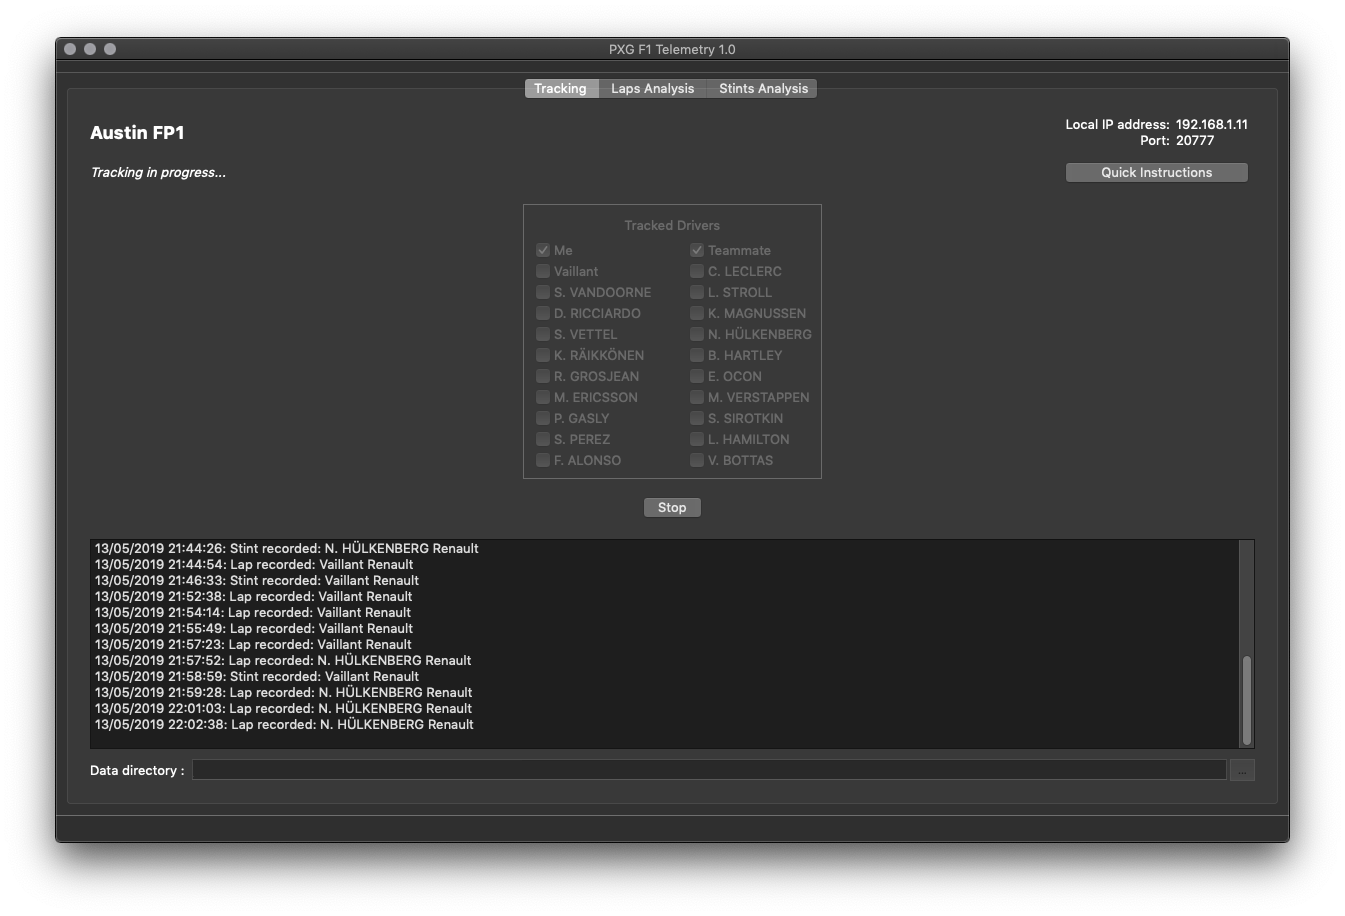 PXG F1 Telemetry 1.0
Tracking Laps Analysis Stints Analysis
Austin FP1
Local IP address: 192.168.1.11
Port: 20777
Tracking in progress...
Quick Instructions
Tracked Drivers
Me Teammate
Vaillant C. LECLERC
S. VANDOORNE L. STROLL
D. RICCIARDO K. MAGNUSSEN
S. VETTEL N. HÜLKENBERG
K. RÄIKKÖNEN B. HARTLEY
R. GROSJEAN E. OCON
M. ERICSSON M. VERSTAPPEN
P. GASLY S. SIROTKIN
S. PEREZ L. HAMILTON
F. ALONSO V. BOTTAS
Stop
13/05/2019 21:44:26: Stint recorded: N. HÜLKENBERG Renault
13/05/2019 21:44:54: Lap recorded: Vaillant Renault
13/05/2019 21:46:33: Stint recorded: Vaillant Renault
13/05/2019 21:52:38: Lap recorded: Vaillant Renault
13/05/2019 21:54:14: Lap recorded: Vaillant Renault
13/05/2019 21:55:49: Lap recorded: Vaillant Renault
13/05/2019 21:57:23: Lap recorded: Vaillant Renault
13/05/2019 21:57:52: Lap recorded: N. HÜLKENBERG Renault
13/05/2019 21:58:59: Stint recorded: Vaillant Renault
13/05/2019 21:59:28: Lap recorded: N. HÜLKENBERG Renault
13/05/2019 22:01:03: Lap recorded: N. HÜLKENBERG Renault
13/05/2019 22:02:38: Lap recorded: N. HÜLKENBERG Renault
Data directory : ...